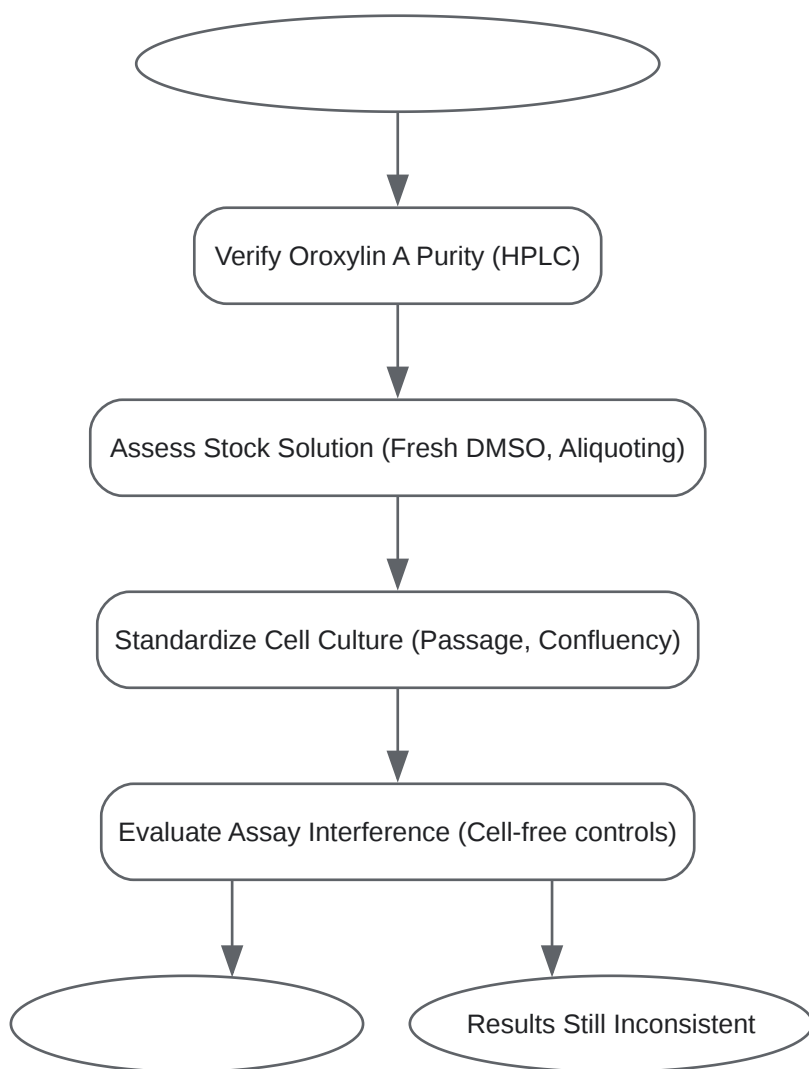 Verify Oroxylin A Purity (HPLC)
Assess Stock Solution (Fresh DMSO, Aliquoting)
Standardize Cell Culture (Passage, Confluency)
Evaluate Assay Interference (Cell-free controls)
Results Still Inconsistent